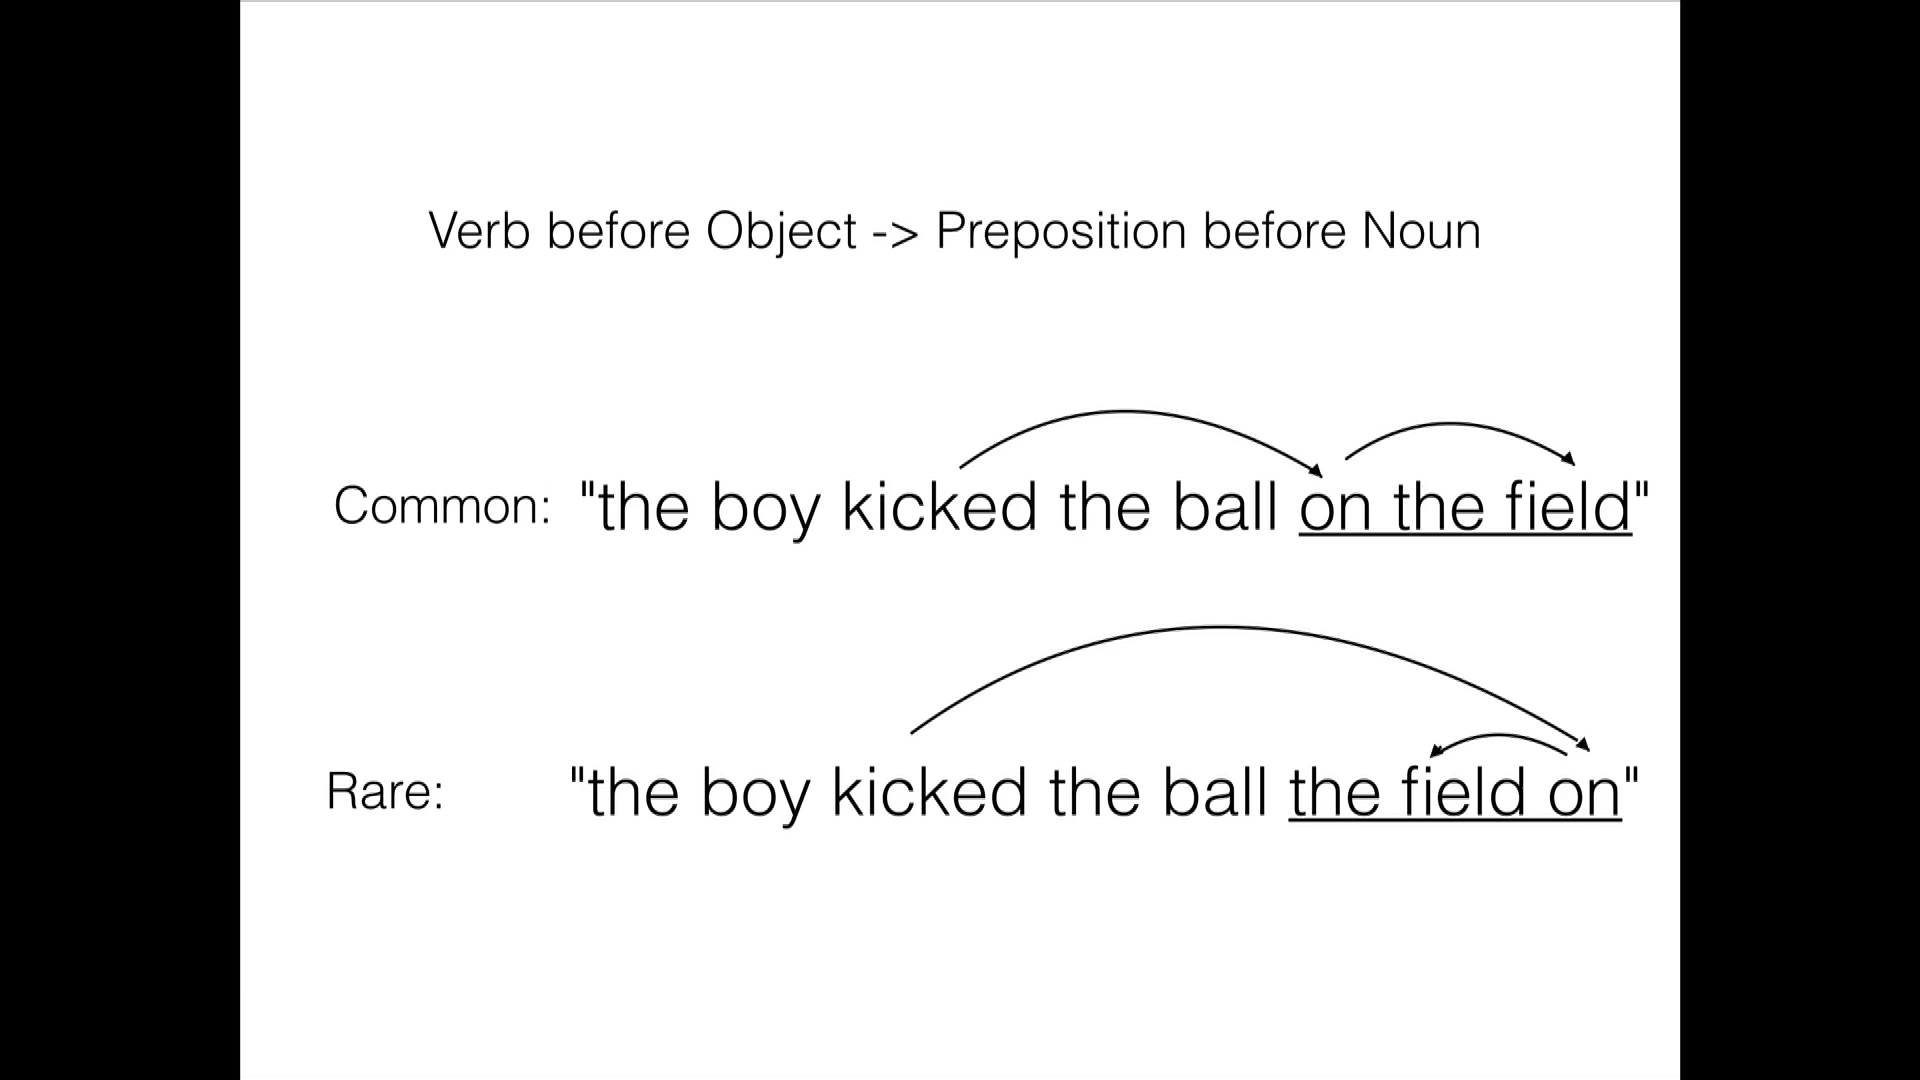 Verb before Object -> Preposition before Noun
Common: "the boy kicked the ball on the field"
Rare: "the boy kicked the ball the field on"